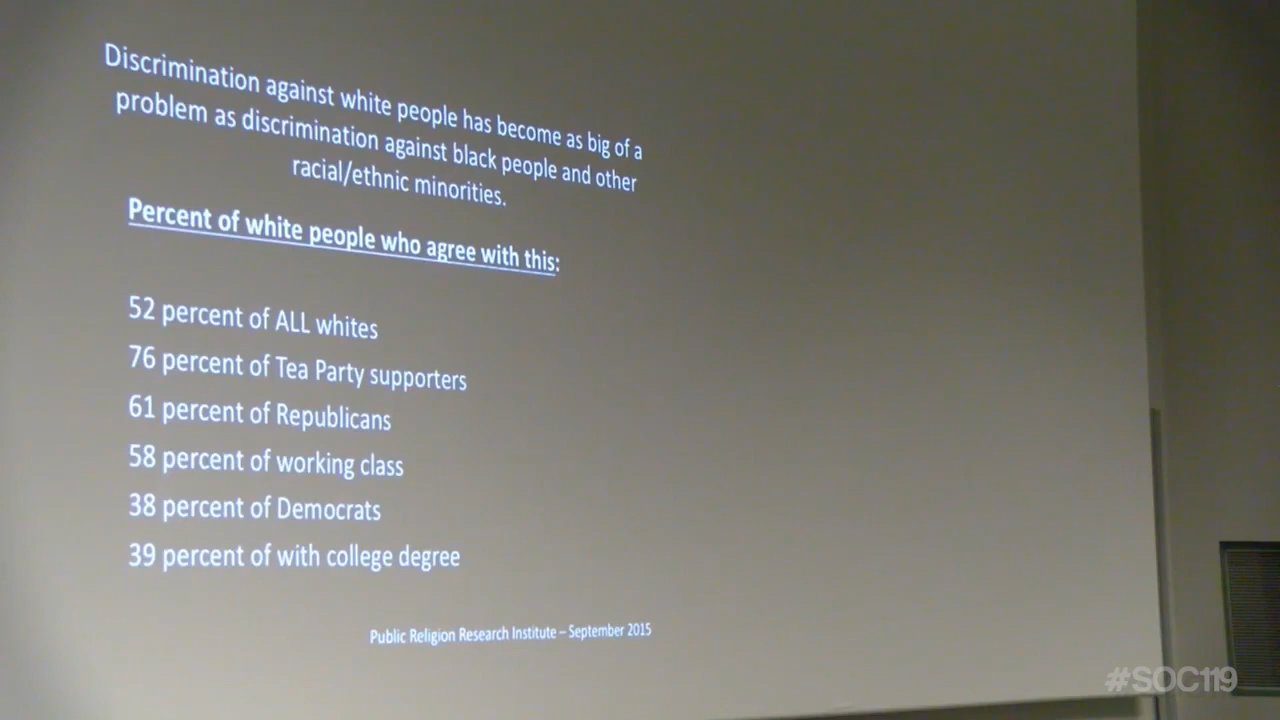 Discrimination against white people has become as big of a
problem as discrimination against black people and other
racial/ethnic minorities.
Percent of white people who agree with this:
52 percent of ALL whites
76 percent of Tea Party supporters
61 percent of Republicans
58 percent of working class
38 percent of Democrats
39 percent of with college degree
Public Religion Research Institute – September 2015
#SOC119